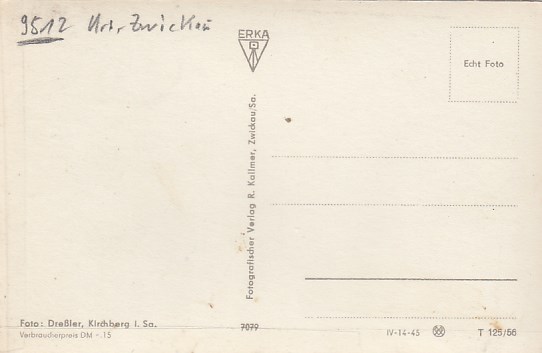 9512 Krs. Zwickau
ERKA
Echt Foto
Fotografischer Verlag R. Kallmer, Zwickau/Sa.
Foto: Dreßler, Kirchberg i. Sa.
Verbraucherpreis DM -.15
7079
IV-14-45
T 125/56